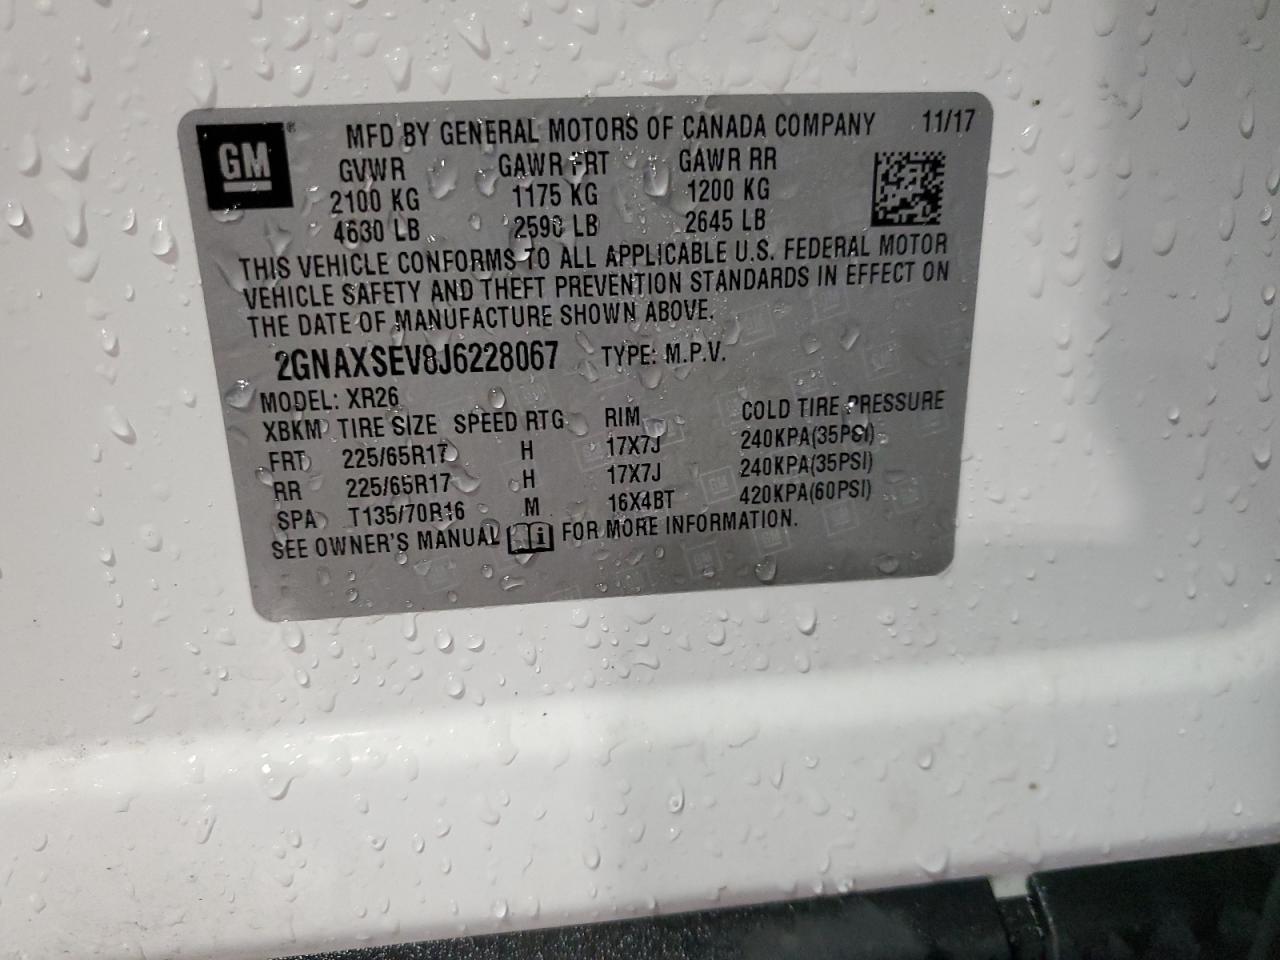 GM ®
MFD BY GENERAL MOTORS OF CANADA COMPANY 11/17
GVWR GAWR FRT GAWR RR
2100 KG 1175 KG 1200 KG
4630 LB 2590 LB 2645 LB
THIS VEHICLE CONFORMS TO ALL APPLICABLE U.S. FEDERAL MOTOR
VEHICLE SAFETY AND THEFT PREVENTION STANDARDS IN EFFECT ON
THE DATE OF MANUFACTURE SHOWN ABOVE.
2GNAXSEV8J6228067 TYPE: M.P.V.
MODEL: XR26
XBKM TIRE SIZE SPEED RTG RIM COLD TIRE PRESSURE
FRT 225/65R17 H 17X7J 240KPA(35PSI)
RR 225/65R17 H 17X7J 240KPA(35PSI)
SPA T135/70R16 M 16X4BT 420KPA(60PSI)
SEE OWNER'S MANUAL i FOR MORE INFORMATION.